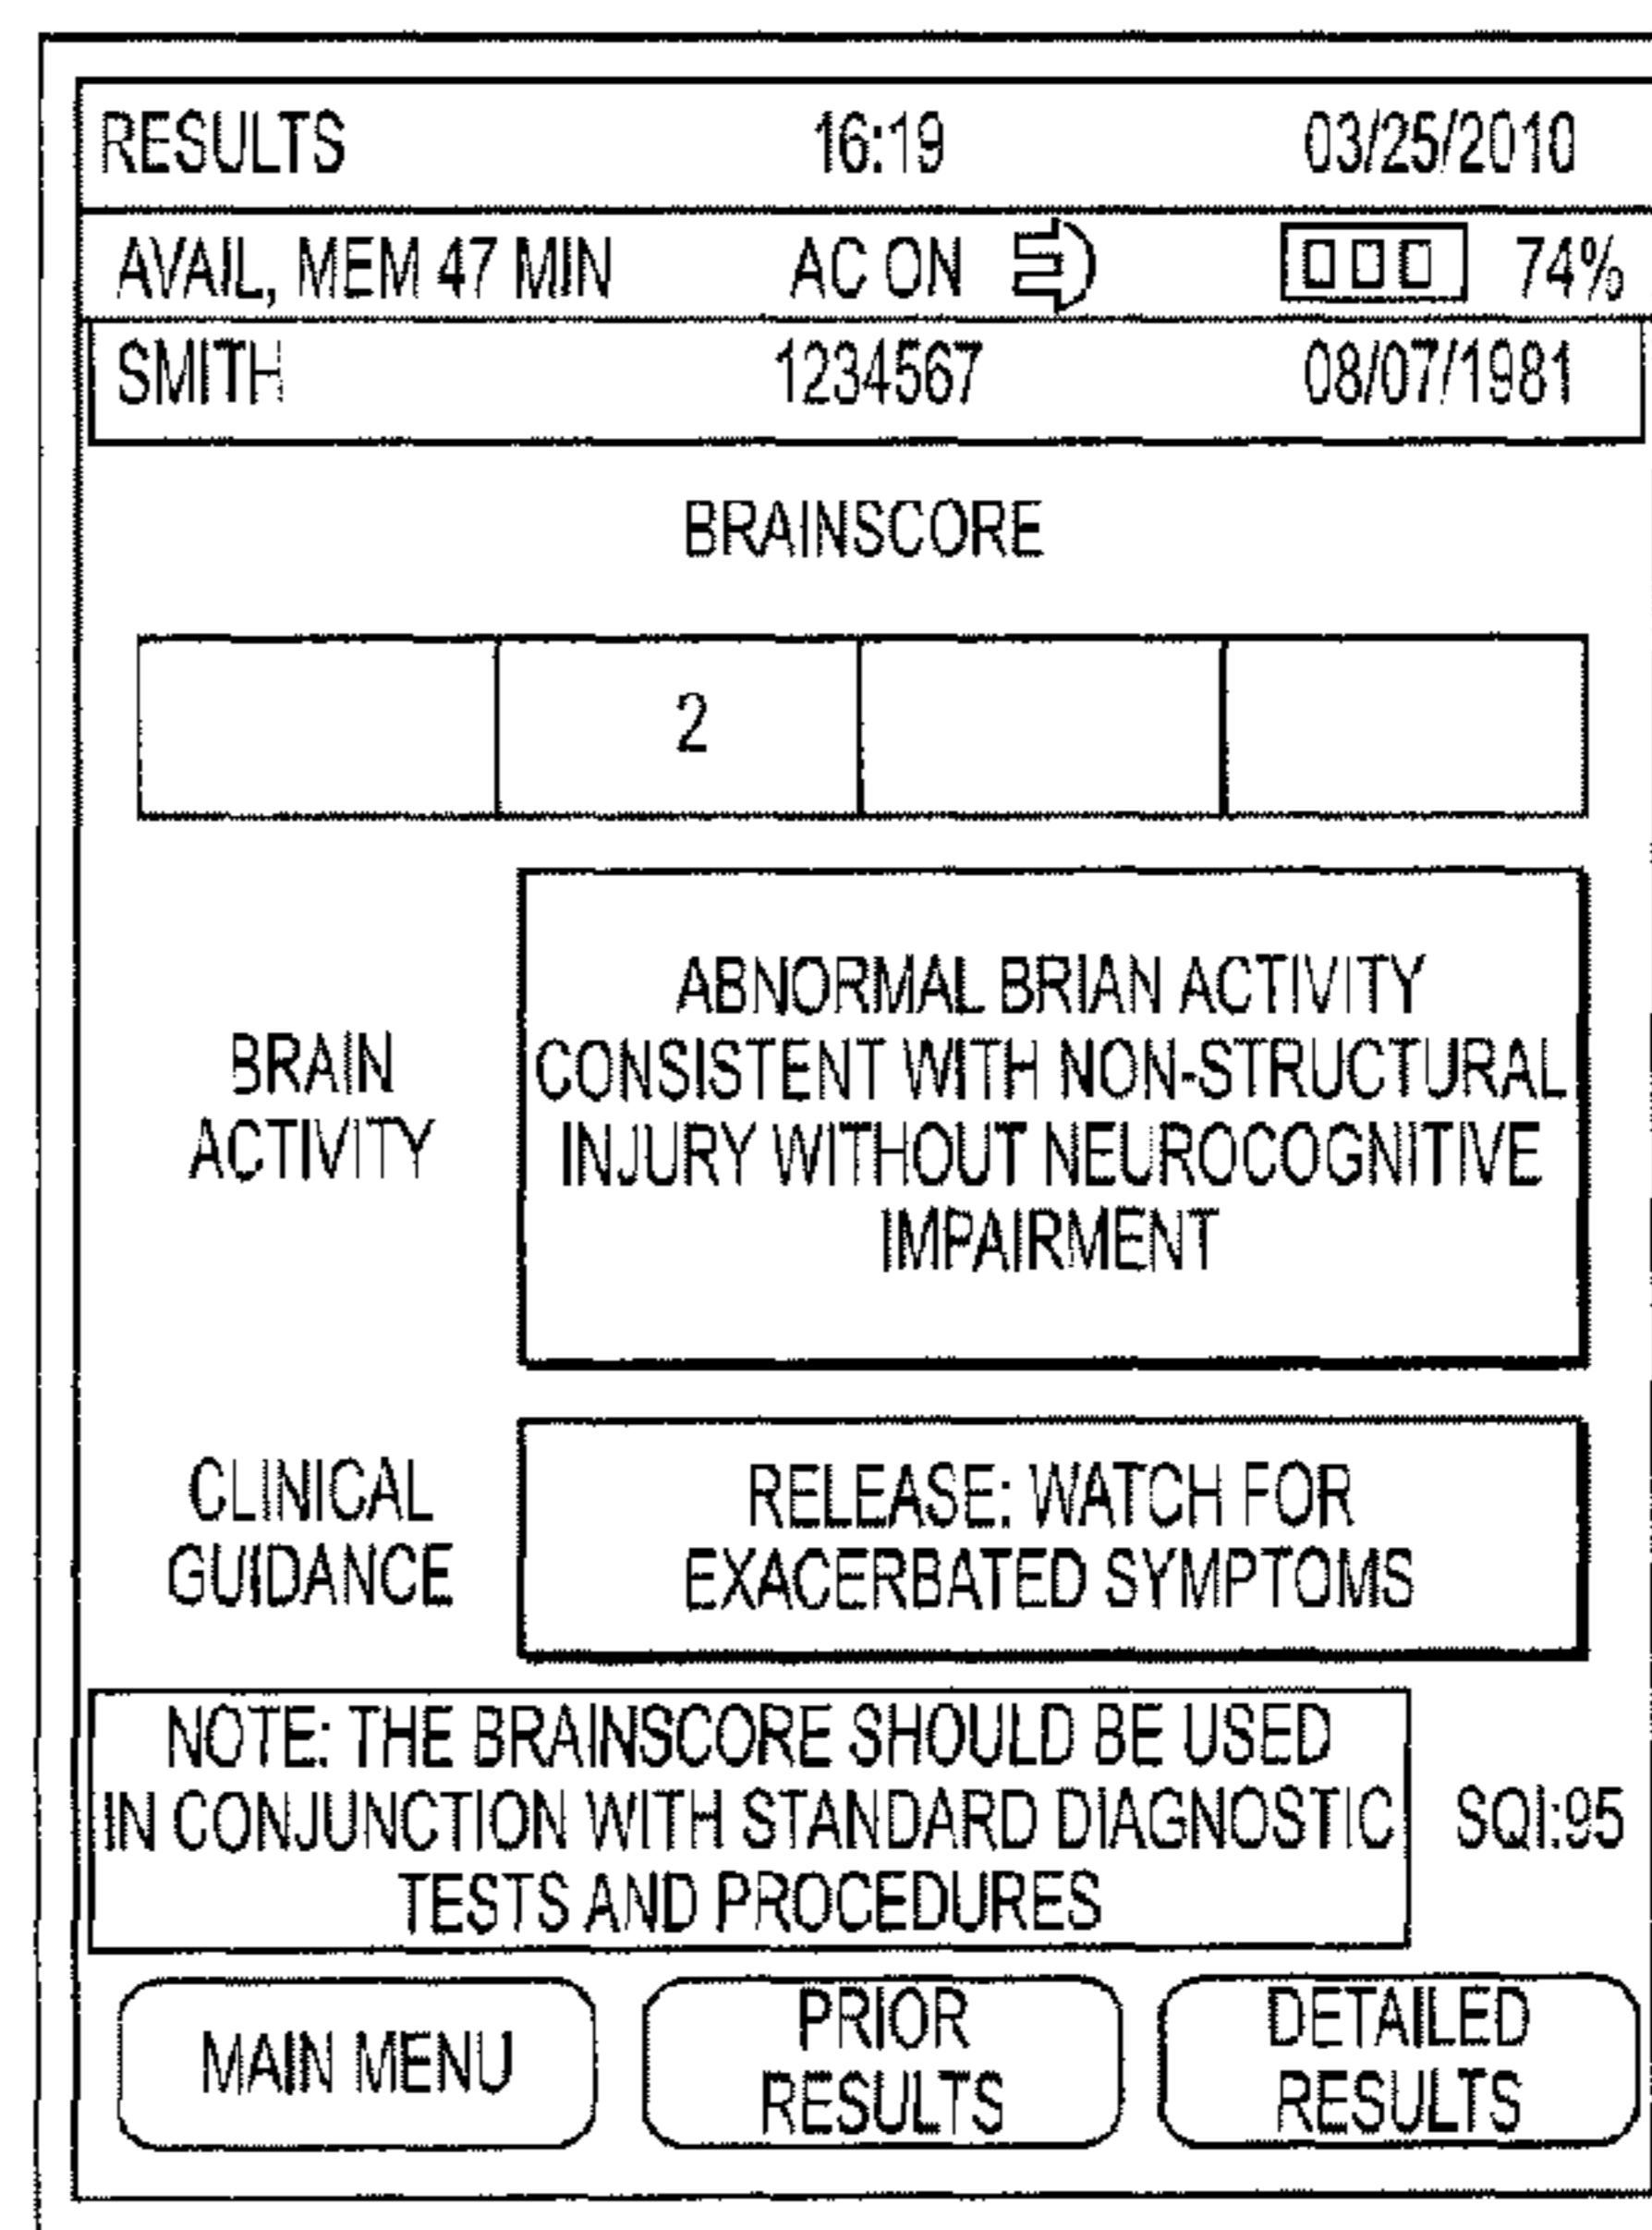 RESULTS 16:19 03/25/2010
AVAIL, MEM 47 MIN AC ON 74%
SMITH 1234567 08/07/1981
BRAINSCORE
2
BRAIN
ACTIVITY
ABNORMAL BRIAN ACTIVITY
CONSISTENT WITH NON-STRUCTURAL
INJURY WITHOUT NEUROCOGNITIVE
IMPAIRMENT
CLINICAL
GUIDANCE
RELEASE: WATCH FOR
EXACERBATED SYMPTOMS
NOTE: THE BRAINSCORE SHOULD BE USED
IN CONJUNCTION WITH STANDARD DIAGNOSTIC
TESTS AND PROCEDURES
SQI:95
MAIN MENU
PRIOR
RESULTS
DETAILED
RESULTS